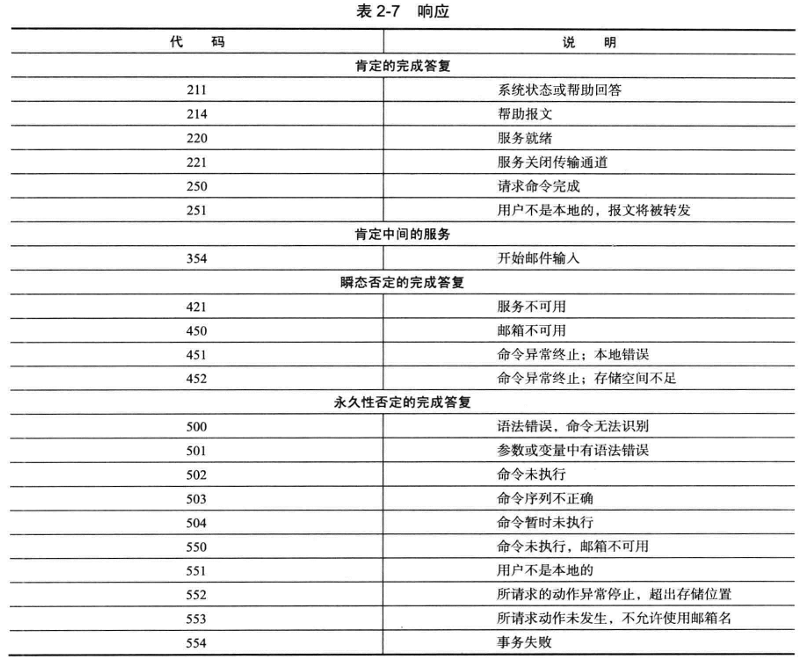 表 2-7 响应
代 码 说 明
肯定的完成答复
211 系统状态或帮助回答
214 帮助报文
220 服务就绪
221 服务关闭传输通道
250 请求命令完成
251 用户不是本地的，报文将被转发
肯定中间的服务
354 开始邮件输入
瞬态否定的完成答复
421 服务不可用
450 邮箱不可用
451 命令异常终止；本地错误
452 命令异常终止；存储空间不足
永久性否定的完成答复
500 语法错误，命令无法识别
501 参数或变量中有语法错误
502 命令未执行
503 命令序列不正确
504 命令暂时未执行
550 命令未执行，邮箱不可用
551 用户不是本地的
552 所请求的动作异常停止，超出存储位置
553 所请求动作未发生，不允许使用邮箱名
554 事务失败